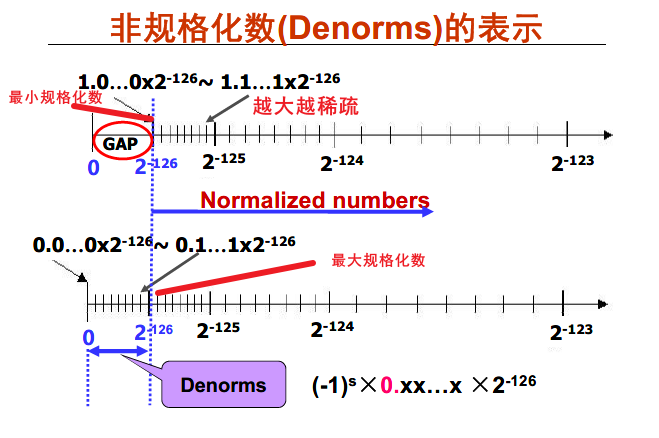 非规格化数(Denorms)的表示
1.0…0x2-126~ 1.1…1x2-126
最小规格化数
越大越稀疏
GAP
0 2-126 2-125 2-124 2-123
Normalized numbers
0.0…0x2-126~ 0.1…1x2-126
最大规格化数
0 2-126 2-125 2-124 2-123
Denorms
(-1)s×0.xx…x ×2-126